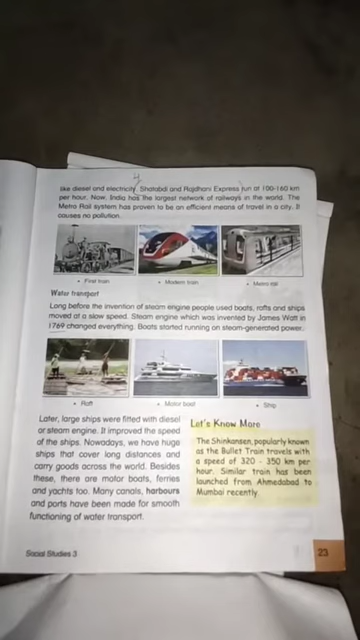 like diesel and electricity. Shatabdi and Rajdhani Express run at 100-160 km
per hour. Now, India has the largest network of railways in the world. The
Metro Rail system has proven to be an efficient means of travel in a city. It
causes no pollution.
• First train
• Modern train
• Metro rail
Water transport
Long before the invention of steam engine people used boats, rafts and ships
moved at a slow speed. Steam engine which was invented by James Watt in
1769 changed everything. Boats started running on steam-generated power.
• Raft
• Motor boat
• Ship
Later, large ships were fitted with diesel
or steam engine. It improved the speed
of the ships. Nowadays, we have huge
ships that cover long distances and
carry goods across the world. Besides
these, there are motor boats, ferries
and yachts too. Many canals, harbours
and ports have been made for smooth
functioning of water transport.
Let's Know More
The Shinkansen, popularly known
as the Bullet Train travels with
a speed of 320 - 350 km per
hour. Similar train has been
launched from Ahmedabad to
Mumbai recently.
Social Studies 3
23